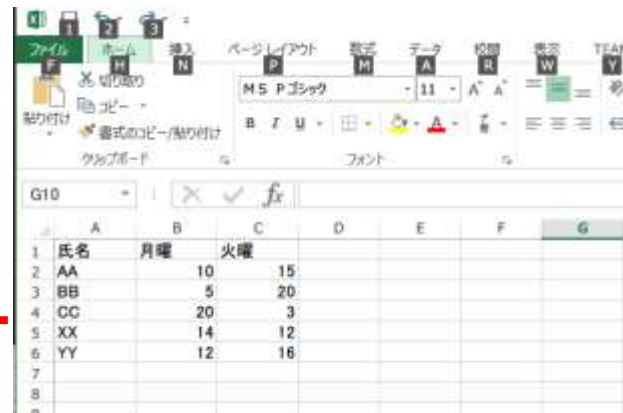 1 2 3
ファイル ホーム 挿入 ページ レイアウト 数式 データ 校閲 表示 TEAM
F H N P M A R W Y
切り取り
コピー
書式のコピー/貼り付け
貼り付け
MS Pゴシック 11 A A
B I U A
クリップボード フォント
G10 fx
A B C D E F G
1 氏名 月曜 火曜
2 AA 10 15
3 BB 5 20
4 CC 20 3
5 XX 14 12
6 YY 12 16
7
8